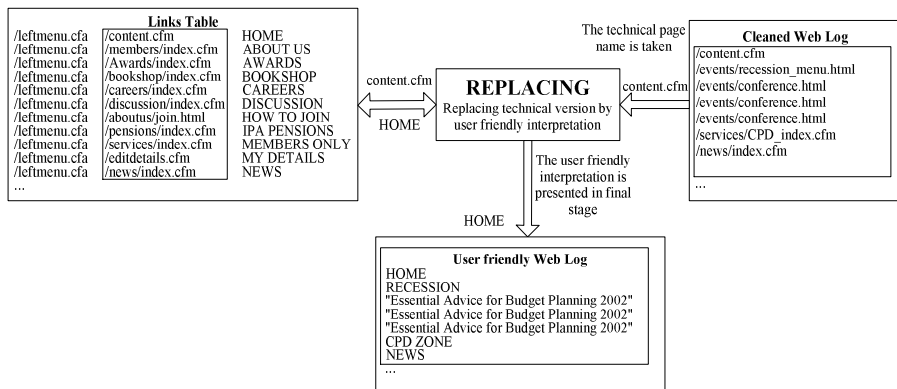 Links Table
/leftmenu.cfa /content.cfm HOME
/leftmenu.cfa /members/index.cfm ABOUT US
/leftmenu.cfa /Awards/index.cfm AWARDS
/leftmenu.cfa /bookshop/index.cfm BOOKSHOP
/leftmenu.cfa /careers/index.cfm CAREERS
/leftmenu.cfa /discussion/index.cfm DISCUSSION
/leftmenu.cfa /aboutus/join.html HOW TO JOIN
/leftmenu.cfa /pensions/index.cfm IPA PENSIONS
/leftmenu.cfa /services/index.cfm MEMBERS ONLY
/leftmenu.cfa /editdetails.cfm MY DETAILS
/leftmenu.cfa /news/index.cfm NEWS
...
content.cfm
HOME
REPLACING
Replacing technical version by
user friendly interpretation
content.cfm
The technical page
name is taken
Cleaned Web Log
/content.cfm
/events/recession_menu.html
/events/conference.html
/events/conference.html
/events/conference.html
/services/CPD_index.cfm
/news/index.cfm
...
The user friendly
interpretation is
presented in final
stage
HOME
User friendly Web Log
HOME
RECESSION
"Essential Advice for Budget Planning 2002"
"Essential Advice for Budget Planning 2002"
"Essential Advice for Budget Planning 2002"
CPD ZONE
NEWS
...